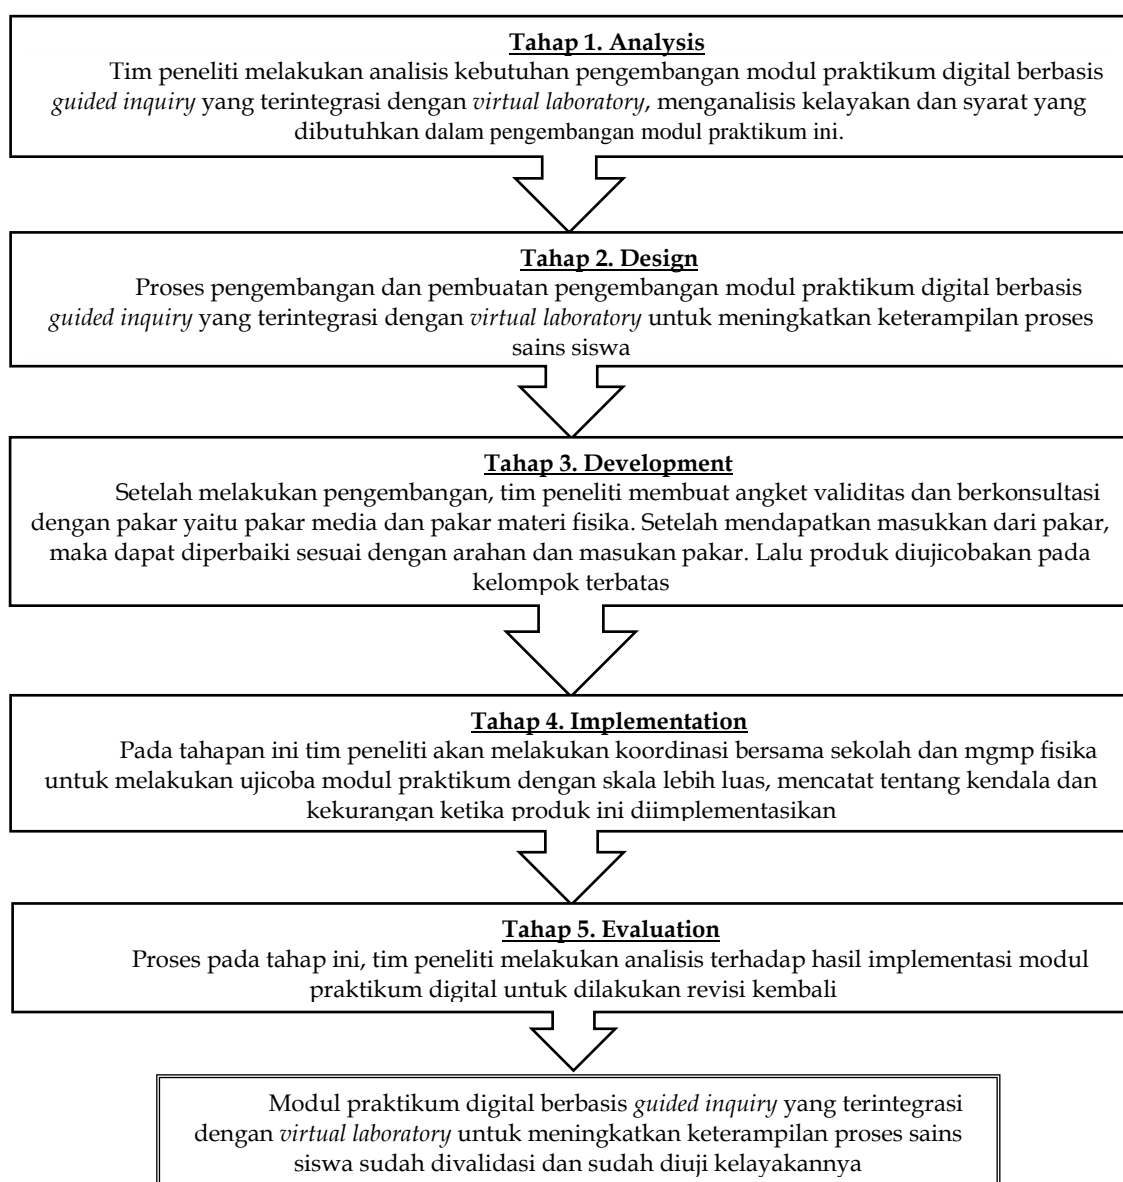 Tahap 1. Analysis
Tim peneliti melakukan analisis kebutuhan pengembangan modul praktikum digital berbasis
guided inquiry yang terintegrasi dengan virtual laboratory, menganalisis kelayakan dan syarat yang
dibutuhkan dalam pengembangan modul praktikum ini.
Tahap 2. Design
Proses pengembangan dan pembuatan pengembangan modul praktikum digital berbasis
guided inquiry yang terintegrasi dengan virtual laboratory untuk meningkatkan keterampilan proses
sains siswa
Tahap 3. Development
Setelah melakukan pengembangan, tim peneliti membuat angket validitas dan berkonsultasi
dengan pakar yaitu pakar media dan pakar materi fisika. Setelah mendapatkan masukkan dari pakar,
maka dapat diperbaiki sesuai dengan arahan dan masukan pakar. Lalu produk diujicobakan pada
kelompok terbatas
Tahap 4. Implementation
Pada tahapan ini tim peneliti akan melakukan koordinasi bersama sekolah dan mgmp fisika
untuk melakukan ujicoba modul praktikum dengan skala lebih luas, mencatat tentang kendala dan
kekurangan ketika produk ini diimplementasikan
Tahap 5. Evaluation
Proses pada tahap ini, tim peneliti melakukan analisis terhadap hasil implementasi modul
praktikum digital untuk dilakukan revisi kembali
Modul praktikum digital berbasis guided inquiry yang terintegrasi
dengan virtual laboratory untuk meningkatkan keterampilan proses sains
siswa sudah divalidasi dan sudah diuji kelayakannya